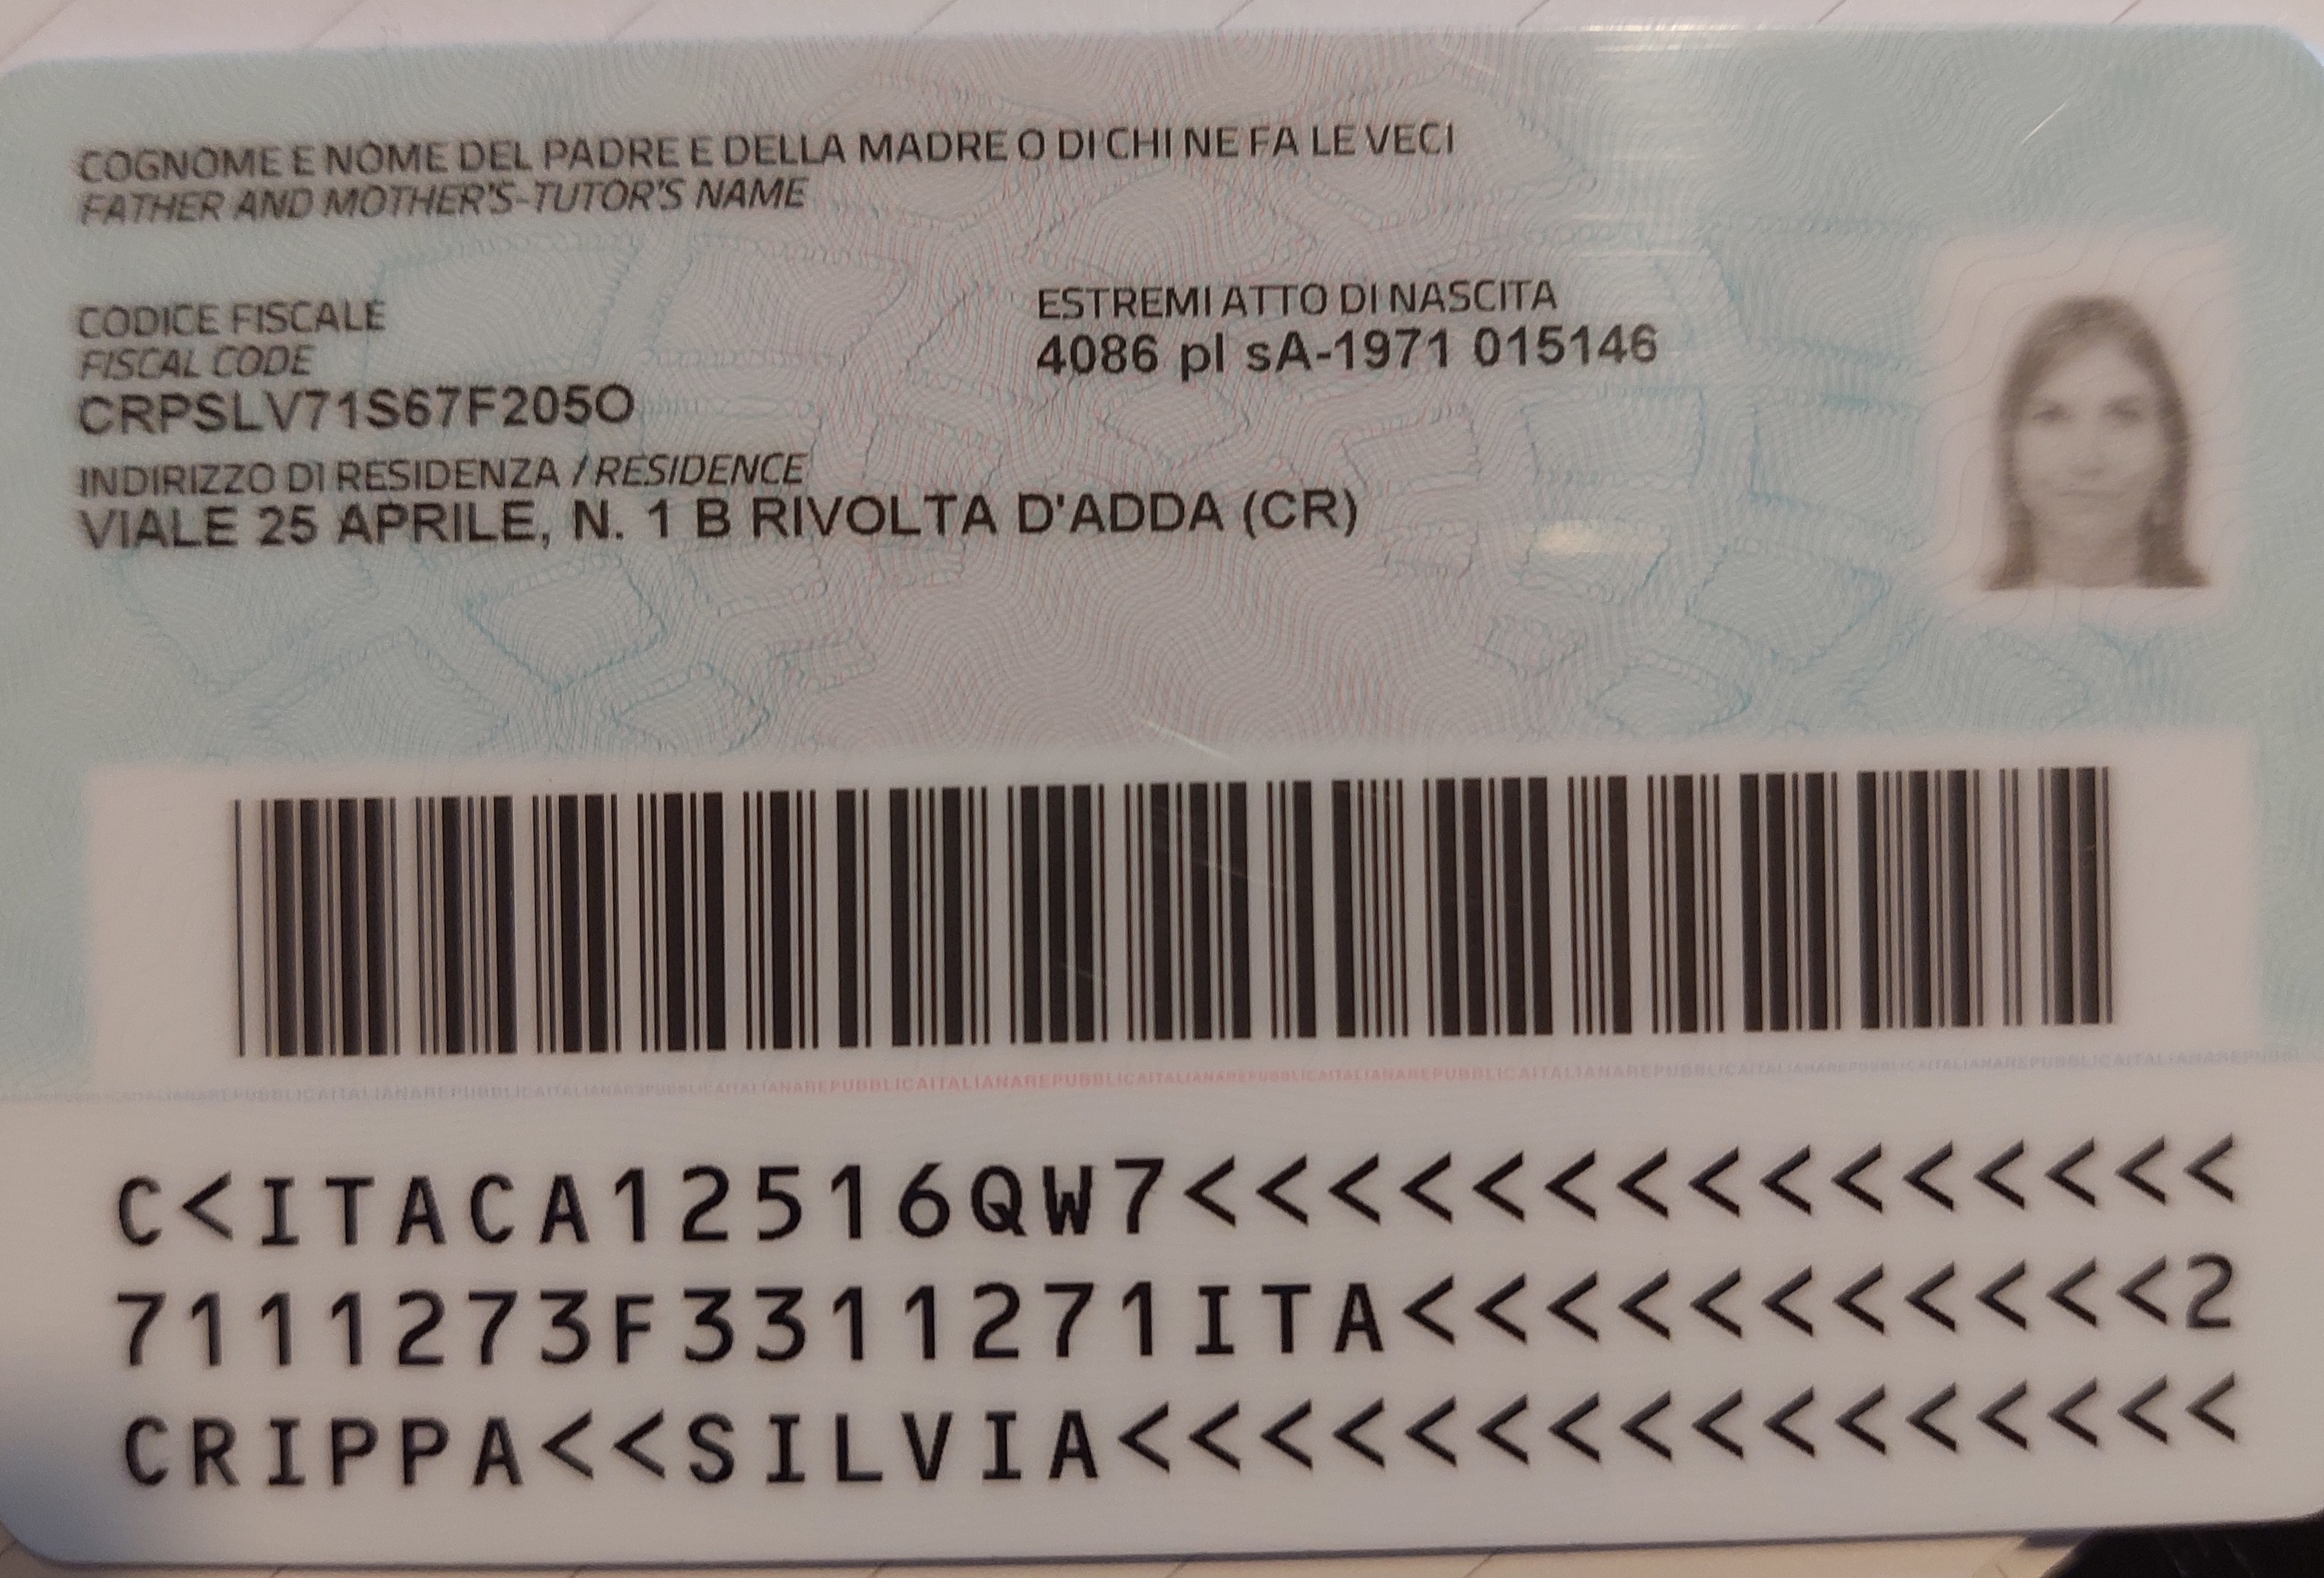 COGNOME E NOME DEL PADRE E DELLA MADRE O DI CHI NE FA LE VECI
FATHER AND MOTHER'S-TUTOR'S NAME
CODICE FISCALE
FISCAL CODE
CRPSLV71S67F205O
ESTREMI ATTO DI NASCITA
4086 pI sA-1971 015146
INDIRIZZO DI RESIDENZA / RESIDENCE
VIALE 25 APRILE, N. 1 B RIVOLTA D'ADDA (CR)
C<ITACA12516QW7<<<<<<<<<<<<<<<
7111273F3311271ITA<<<<<<<<<<<2
CRIPPA<<SILVIA<<<<<<<<<<<<<<<<